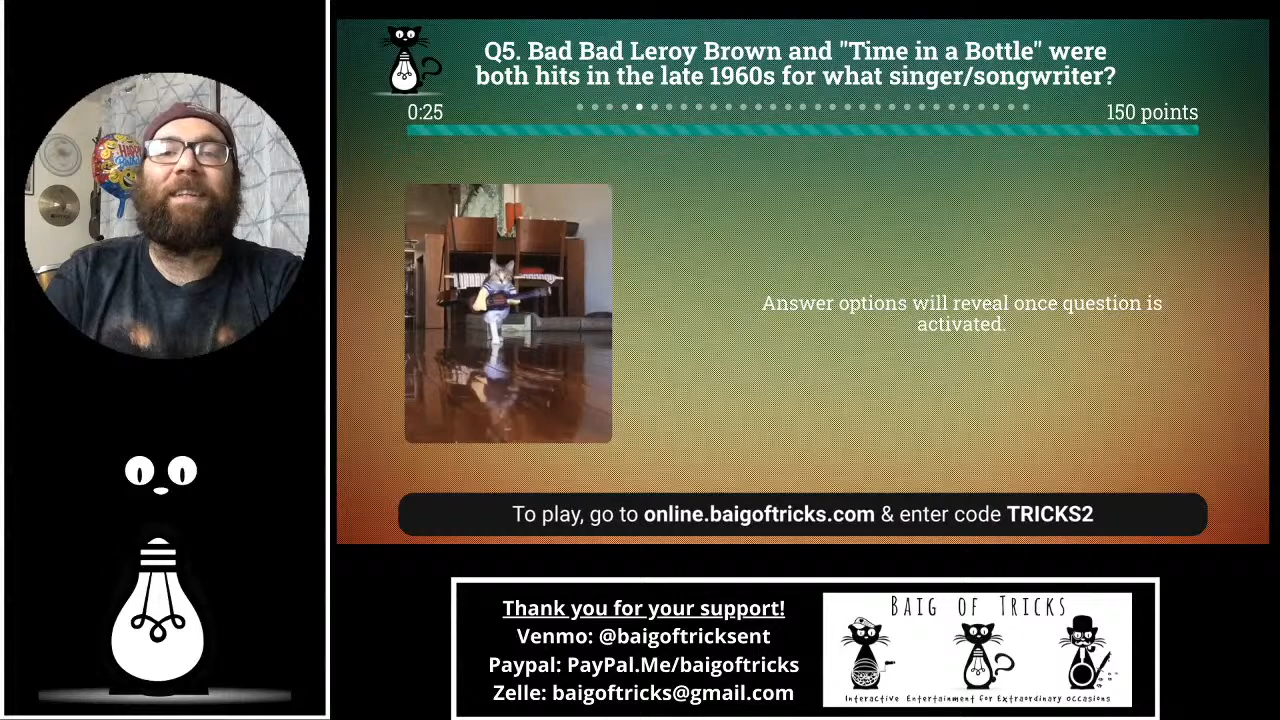 Q5. Bad Bad Leroy Brown and "Time in a Bottle" were
both hits in the late 1960s for what singer/songwriter?
0:25
150 points
Answer options will reveal once question is
activated.
To play, go to online.baigoftricks.com & enter code TRICKS2
Thank you for your support!
Venmo: @baigoftricksent
Paypal: PayPal.Me/baigoftricks
Zelle: baigoftricks@gmail.com
BAIG OF TRICKS
Interactive Entertainment for Extraordinary occasions